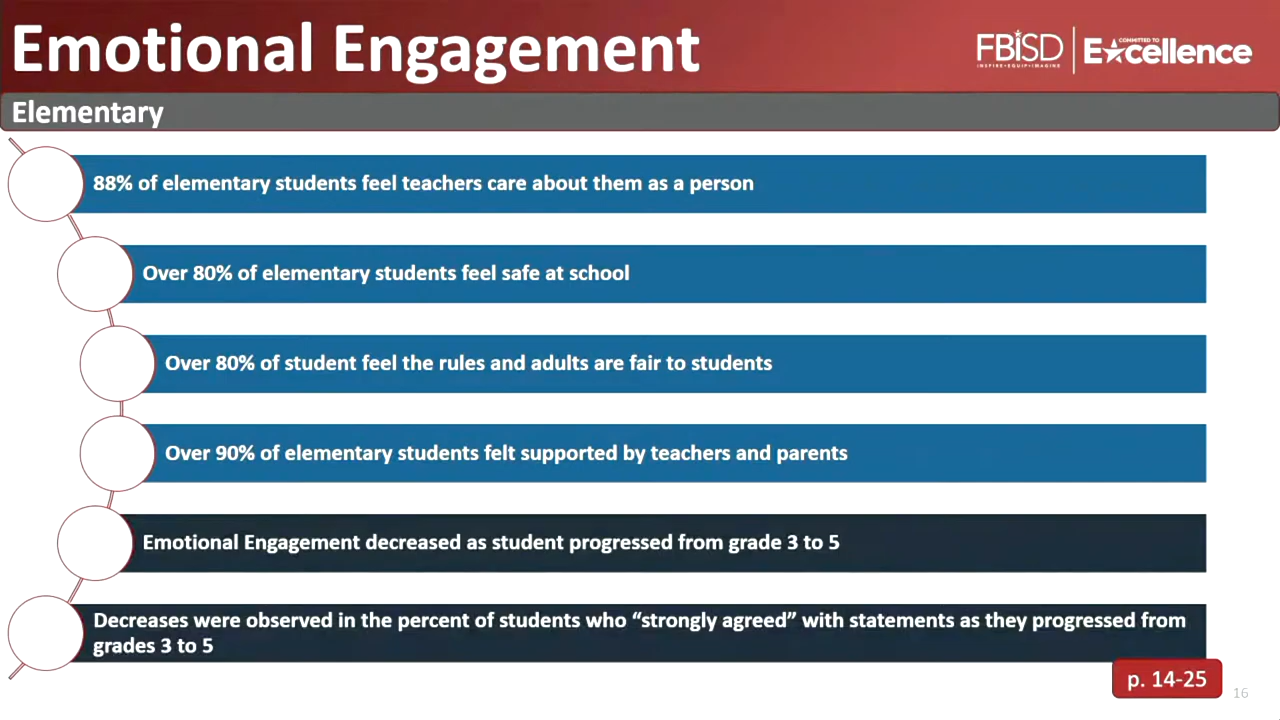 Emotional Engagement
FBISD
INSPIRE•EQUIP•IMAGINE
COMMITTED TO
Excellence
Elementary
88% of elementary students feel teachers care about them as a person
Over 80% of elementary students feel safe at school
Over 80% of student feel the rules and adults are fair to students
Over 90% of elementary students felt supported by teachers and parents
Emotional Engagement decreased as student progressed from grade 3 to 5
Decreases were observed in the percent of students who “strongly agreed” with statements as they progressed from
grades 3 to 5
p. 14-25
16